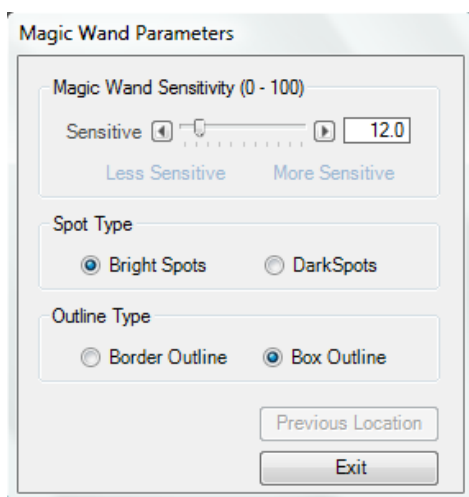 Magic Wand Parameters
Magic Wand Sensitivity (0 - 100)
Sensitive 12.0
Less Sensitive More Sensitive
Spot Type
Bright Spots DarkSpots
Outline Type
Border Outline Box Outline
Previous Location
Exit